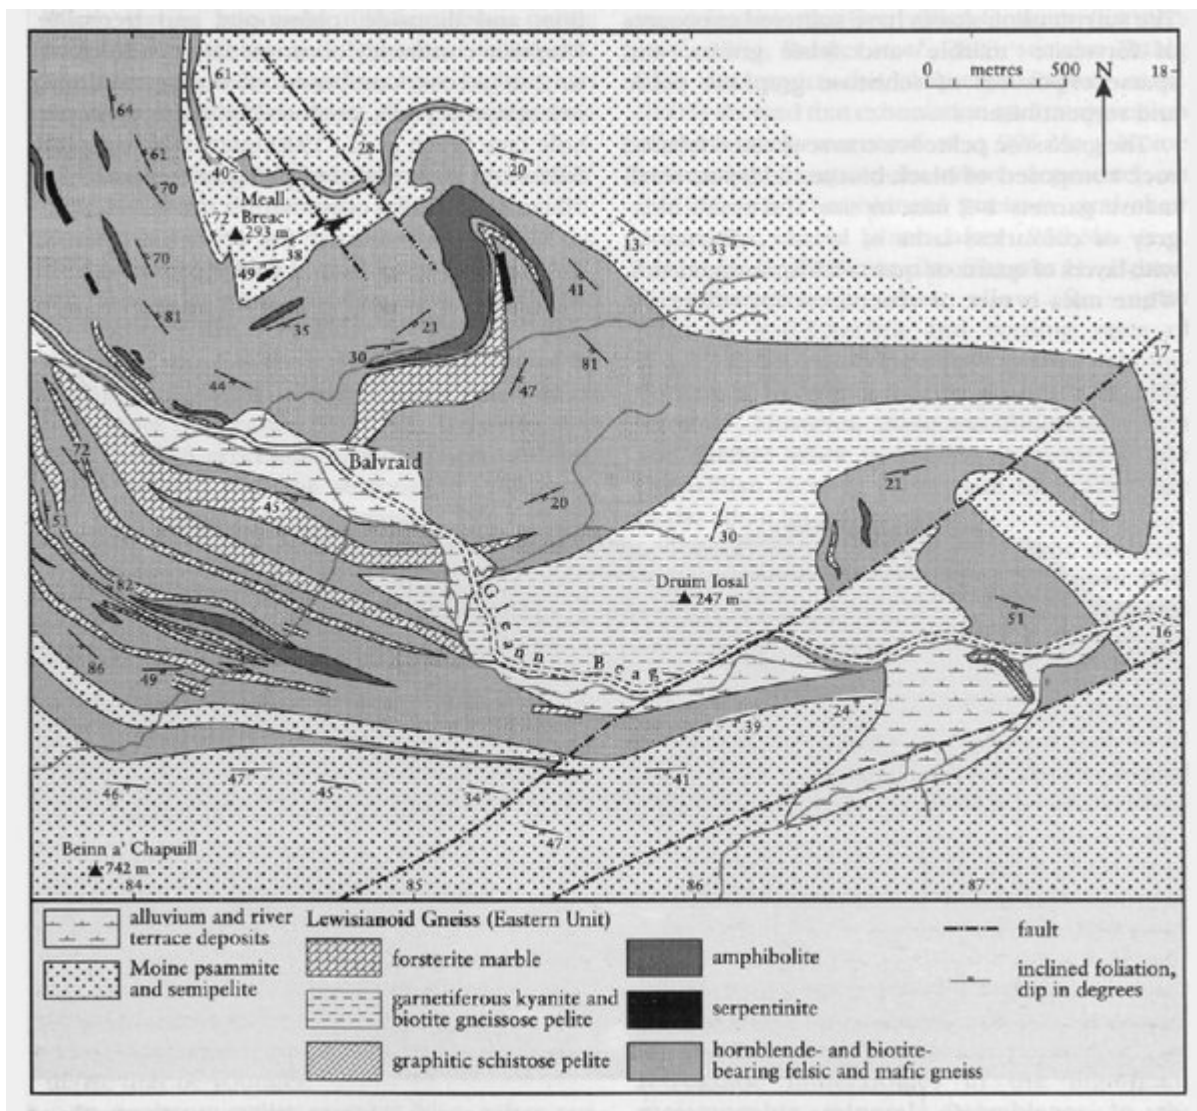 0 metres 500 N 18
61
64
28
61
40
20
70
Meall
Breac
293 m
72
13
33
38
70
49
41
81
35
21
17
30
81
44
47
72
Balvraid
21
45
20
51
30
Druim Iosal
247 m
82
Gleann Beag
51
16
86
49
24
39
47
41
46
45
34
47
Beinn a' Chapuill
742 m
84 85 86 87
alluvium and river
terrace deposits
Moine psammite
and semipelite
Lewisianoid Gneiss (Eastern Unit)
forsterite marble
garnetiferous kyanite and
biotite gneissose pelite
graphitic schistose pelite
amphibolite
serpentinite
hornblende- and biotite-
bearing felsic and mafic gneiss
fault
inclined foliation,
dip in degrees